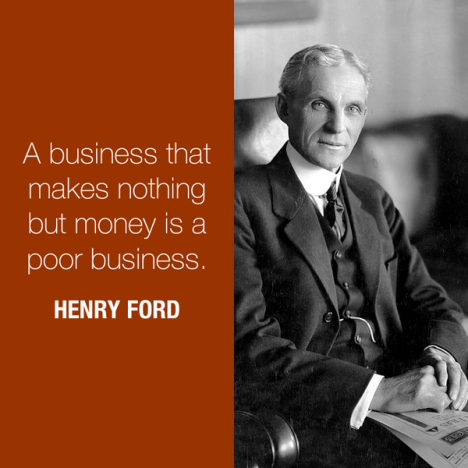 A business that
makes nothing
but money is a
poor business.
HENRY FORD